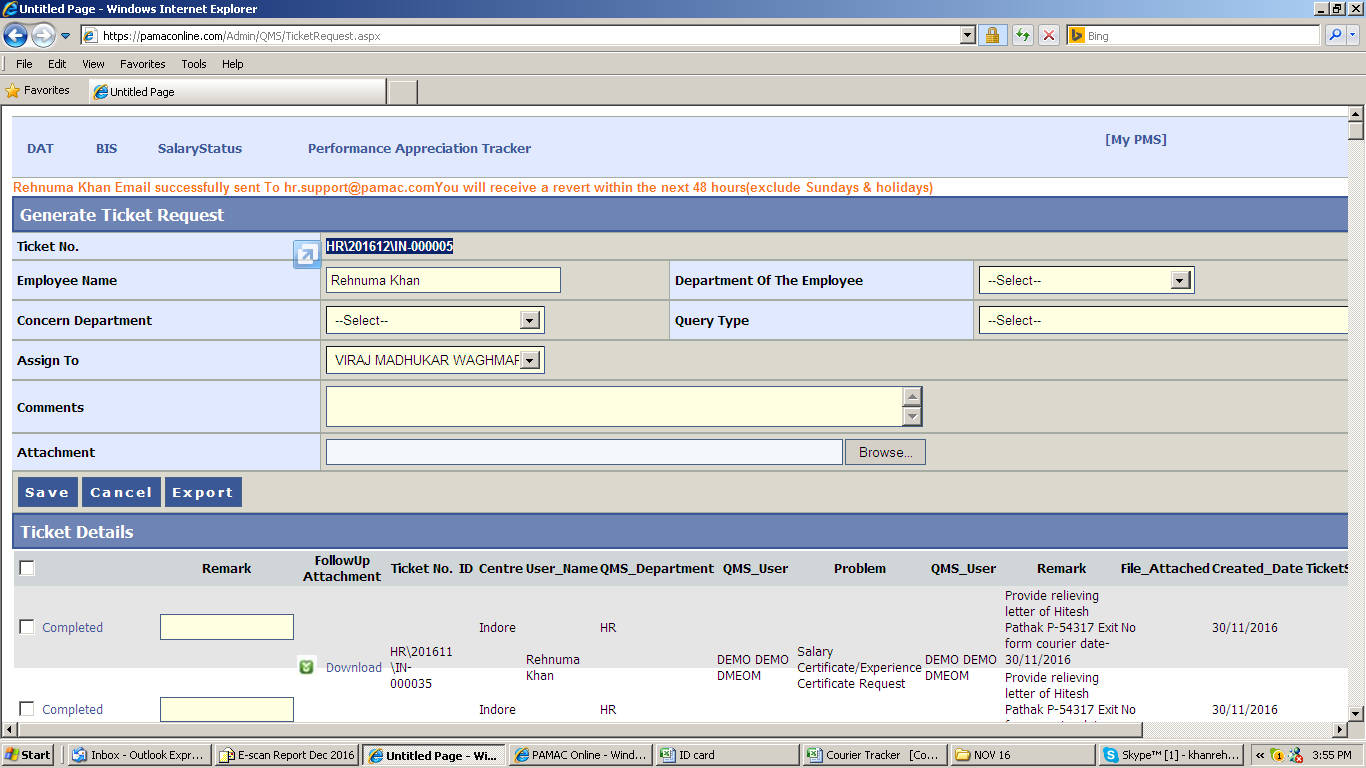 Untitled Page - Windows Internet Explorer
https://pamaconline.com/Admin/QMS/TicketRequest.aspx
Bing
File Edit View Favorites Tools Help
Favorites
Untitled Page
DAT BIS SalaryStatus Performance Appreciation Tracker [My PMS]
Rehnuma Khan Email successfully sent To hr.support@pamac.comYou will receive a revert within the next 48 hours(exclude Sundays & holidays)
Generate Ticket Request
Ticket No. HR\201612\IN-000005
Employee Name Rehnuma Khan Department Of The Employee --Select--
Concern Department --Select-- Query Type --Select--
Assign To VIRAJ MADHUKAR WAGHMAR
Comments
Attachment Browse...
Save Cancel Export
Ticket Details
Remark FollowUp Attachment Ticket No. ID Centre User_Name QMS_Department QMS_User Problem QMS_User Remark File_Attached Created_Date TicketS
Completed Indore HR Provide relieving
letter of Hitesh
Pathak P-54317 Exit No 30/11/2016
form courier date-
30/11/2016
Download HR\201611
\IN-
000035
Rehnuma
Khan
DEMO DEMO
DMEOM
Salary
Certificate/Experience
Certificate Request
DEMO DEMO
DMEOM
Completed Indore HR Provide relieving
letter of Hitesh
Pathak P-54317 Exit No 30/11/2016
Start Inbox - Outlook Expr... E-scan Report Dec 2016 Untitled Page - Wi... PAMAC Online - Wind... ID card Courier Tracker [Co... NOV 16 Skype™ [1] - khanreh... « 3:55 PM